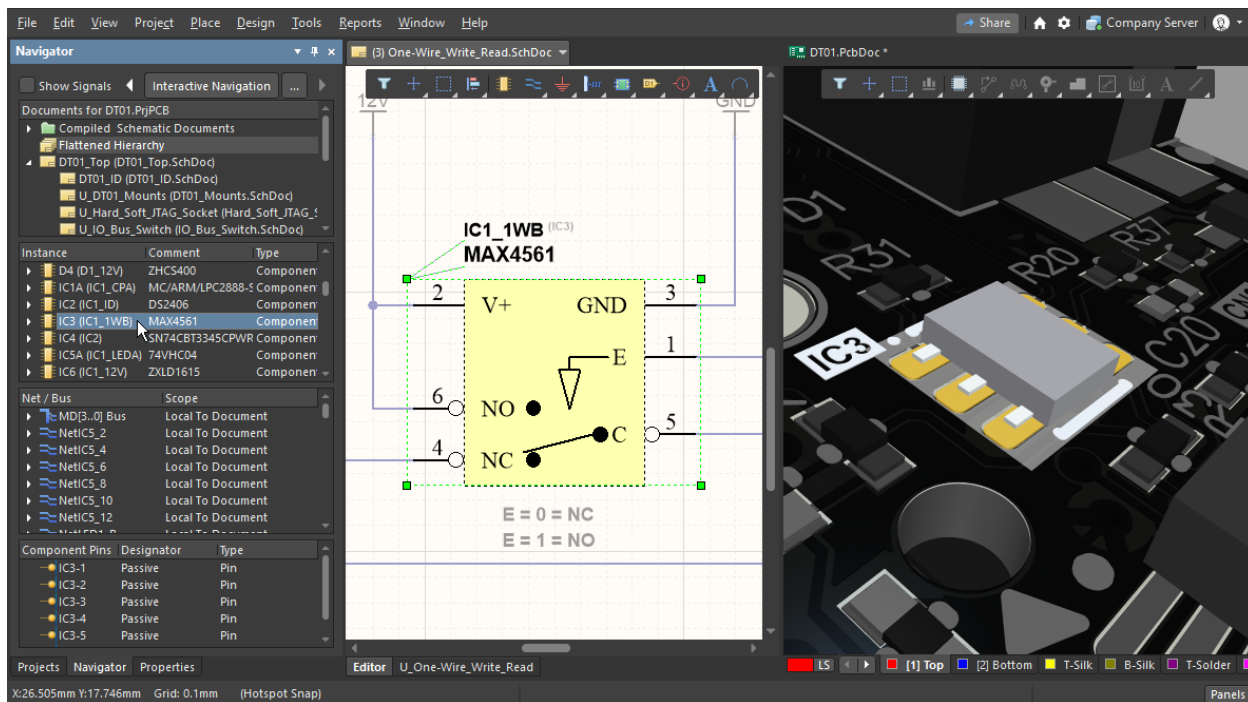 File Edit View Project Place Design Tools Reports Window Help
Share
Company Server
Navigator
(3) One-Wire_Write_Read.SchDoc
DT01.PcbDoc *
Show Signals
Interactive Navigation
...
Documents for DT01.PrjPCB
Compiled Schematic Documents
Flattened Hierarchy
DT01_Top (DT01_Top.SchDoc)
DT01_ID (DT01_ID.SchDoc)
U_DT01_Mounts (DT01_Mounts.SchDoc)
U_Hard_Soft_JTAG_Socket (Hard_Soft_JTAG_S
U_IO_Bus_Switch (IO_Bus_Switch.SchDoc)
Instance Comment Type
D4 (D1_12V) ZHCS400 Componen
IC1A (IC1_CPA) MC/ARM/LPC2888-S Componen
IC2 (IC1_ID) DS2406 Componen
IC3 (IC1_1WB) MAX4561 Componen
IC4 (IC2) SN74CBT3345CPWR Componen
IC5A (IC1_LEDA) 74VHC04 Componen
IC6 (IC1_12V) ZXLD1615 Componen
Net / Bus Scope
MD[3..0] Bus Local To Document
NetIC5_2 Local To Document
NetIC5_4 Local To Document
NetIC5_6 Local To Document
NetIC5_8 Local To Document
NetIC5_10 Local To Document
NetIC5_12 Local To Document
Component Pins Designator Type
IC3-1 Passive Pin
IC3-2 Passive Pin
IC3-3 Passive Pin
IC3-4 Passive Pin
IC3-5 Passive Pin
Projects Navigator Properties
12V
GND
IC1_1WB (IC3)
MAX4561
2 V+ GND 3
E 1
6 NO
C 5
4 NC
E = 0 = NC
E = 1 = NO
Editor U_One-Wire_Write_Read
D1
R31
R20
R37
IC3
C20
LS [1] Top [2] Bottom T-Silk B-Silk T-Solder
X:26.505mm Y:17.746mm Grid: 0.1mm (Hotspot Snap)
Panels